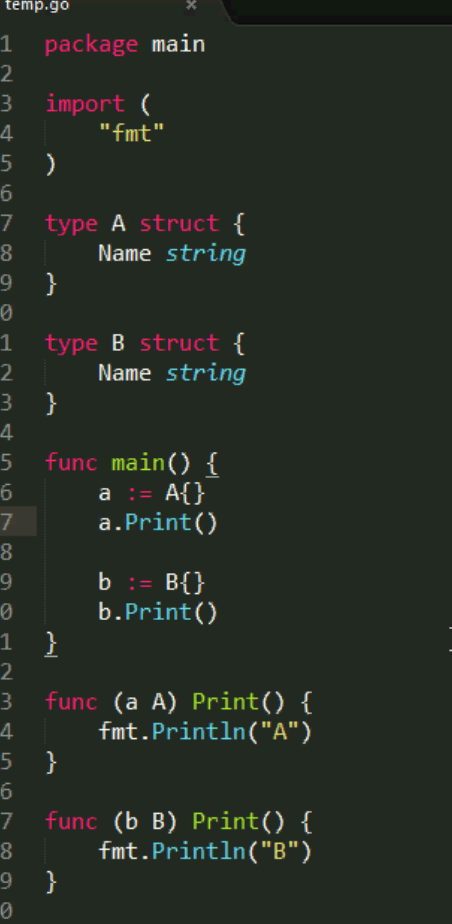 temp.go ×
1 package main
2
3 import (
4     "fmt"
5 )
6
7 type A struct {
8     Name string
9 }
0
1 type B struct {
2     Name string
3 }
4
5 func main() {
6     a := A{}
7     a.Print()
8
9     b := B{}
0     b.Print()
1 }
2
3 func (a A) Print() {
4     fmt.Println("A")
5 }
6
7 func (b B) Print() {
8     fmt.Println("B")
9 }
0